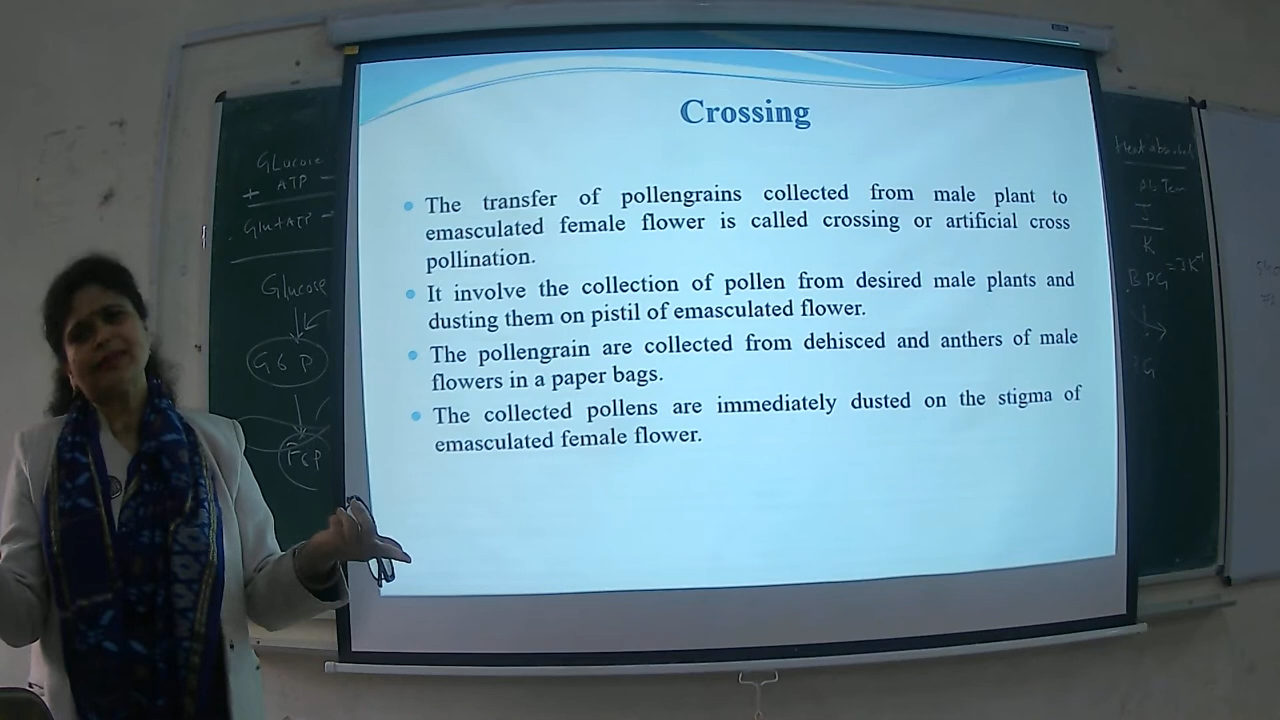 Crossing
The transfer of pollengrains collected from male plant to
emasculated female flower is called crossing or artificial cross
pollination.
It involve the collection of pollen from desired male plants and
dusting them on pistil of emasculated flower.
The pollengrain are collected from dehisced and anthers of male
flowers in a paper bags.
The collected pollens are immediately dusted on the stigma of
emasculated female flower.
Glucose
+ ATP
Glucose
G6P
F6P
K
BPG